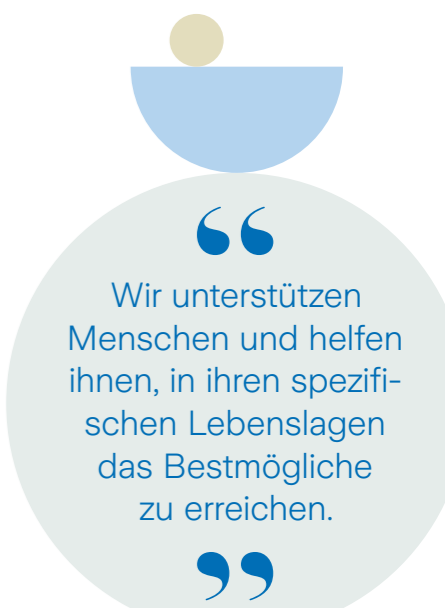 “
Wir unterstützen
Menschen und helfen
ihnen, in ihren spezifi-
schen Lebenslagen
das Bestmögliche
zu erreichen.
”